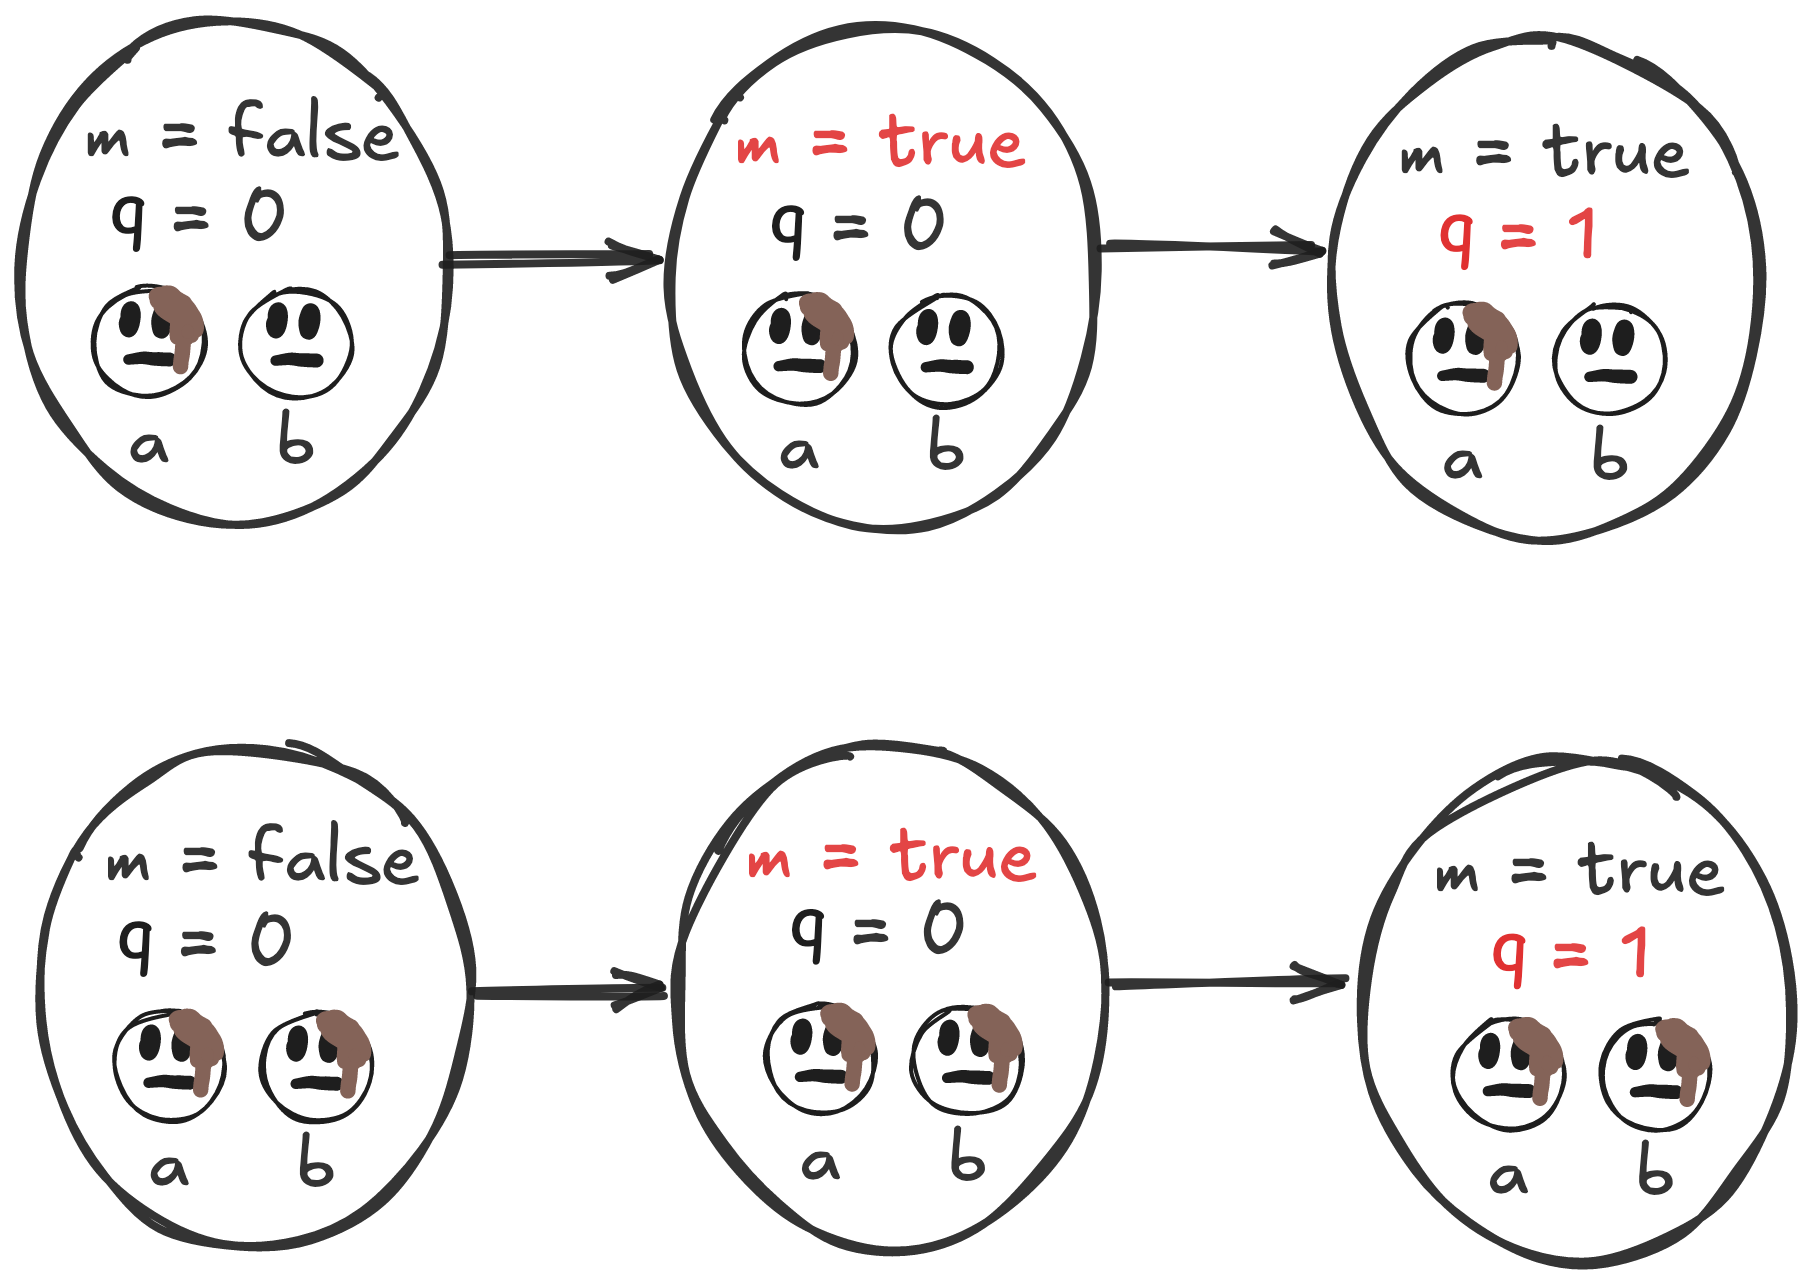 m = false
q = 0
a b
m = true
q = 0
a b
m = true
q = 1
a b
m = false
q = 0
a b
m = true
q = 0
a b
m = true
q = 1
a b